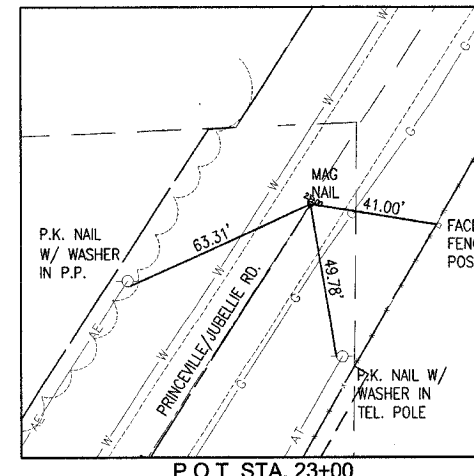 W
W
G
G
MAG
NAIL
41.00'
FACE
FENC
POS
P.K. NAIL
W/ WASHER
IN P.P.
63.31'
49.78'
W
W
G
G
AE
AE
W
W
PRINCEVILLE/JUBELLIE RD.
G
G
AT
P.K. NAIL W/
WASHER IN
TEL. POLE
P.O.T. STA. 23+00